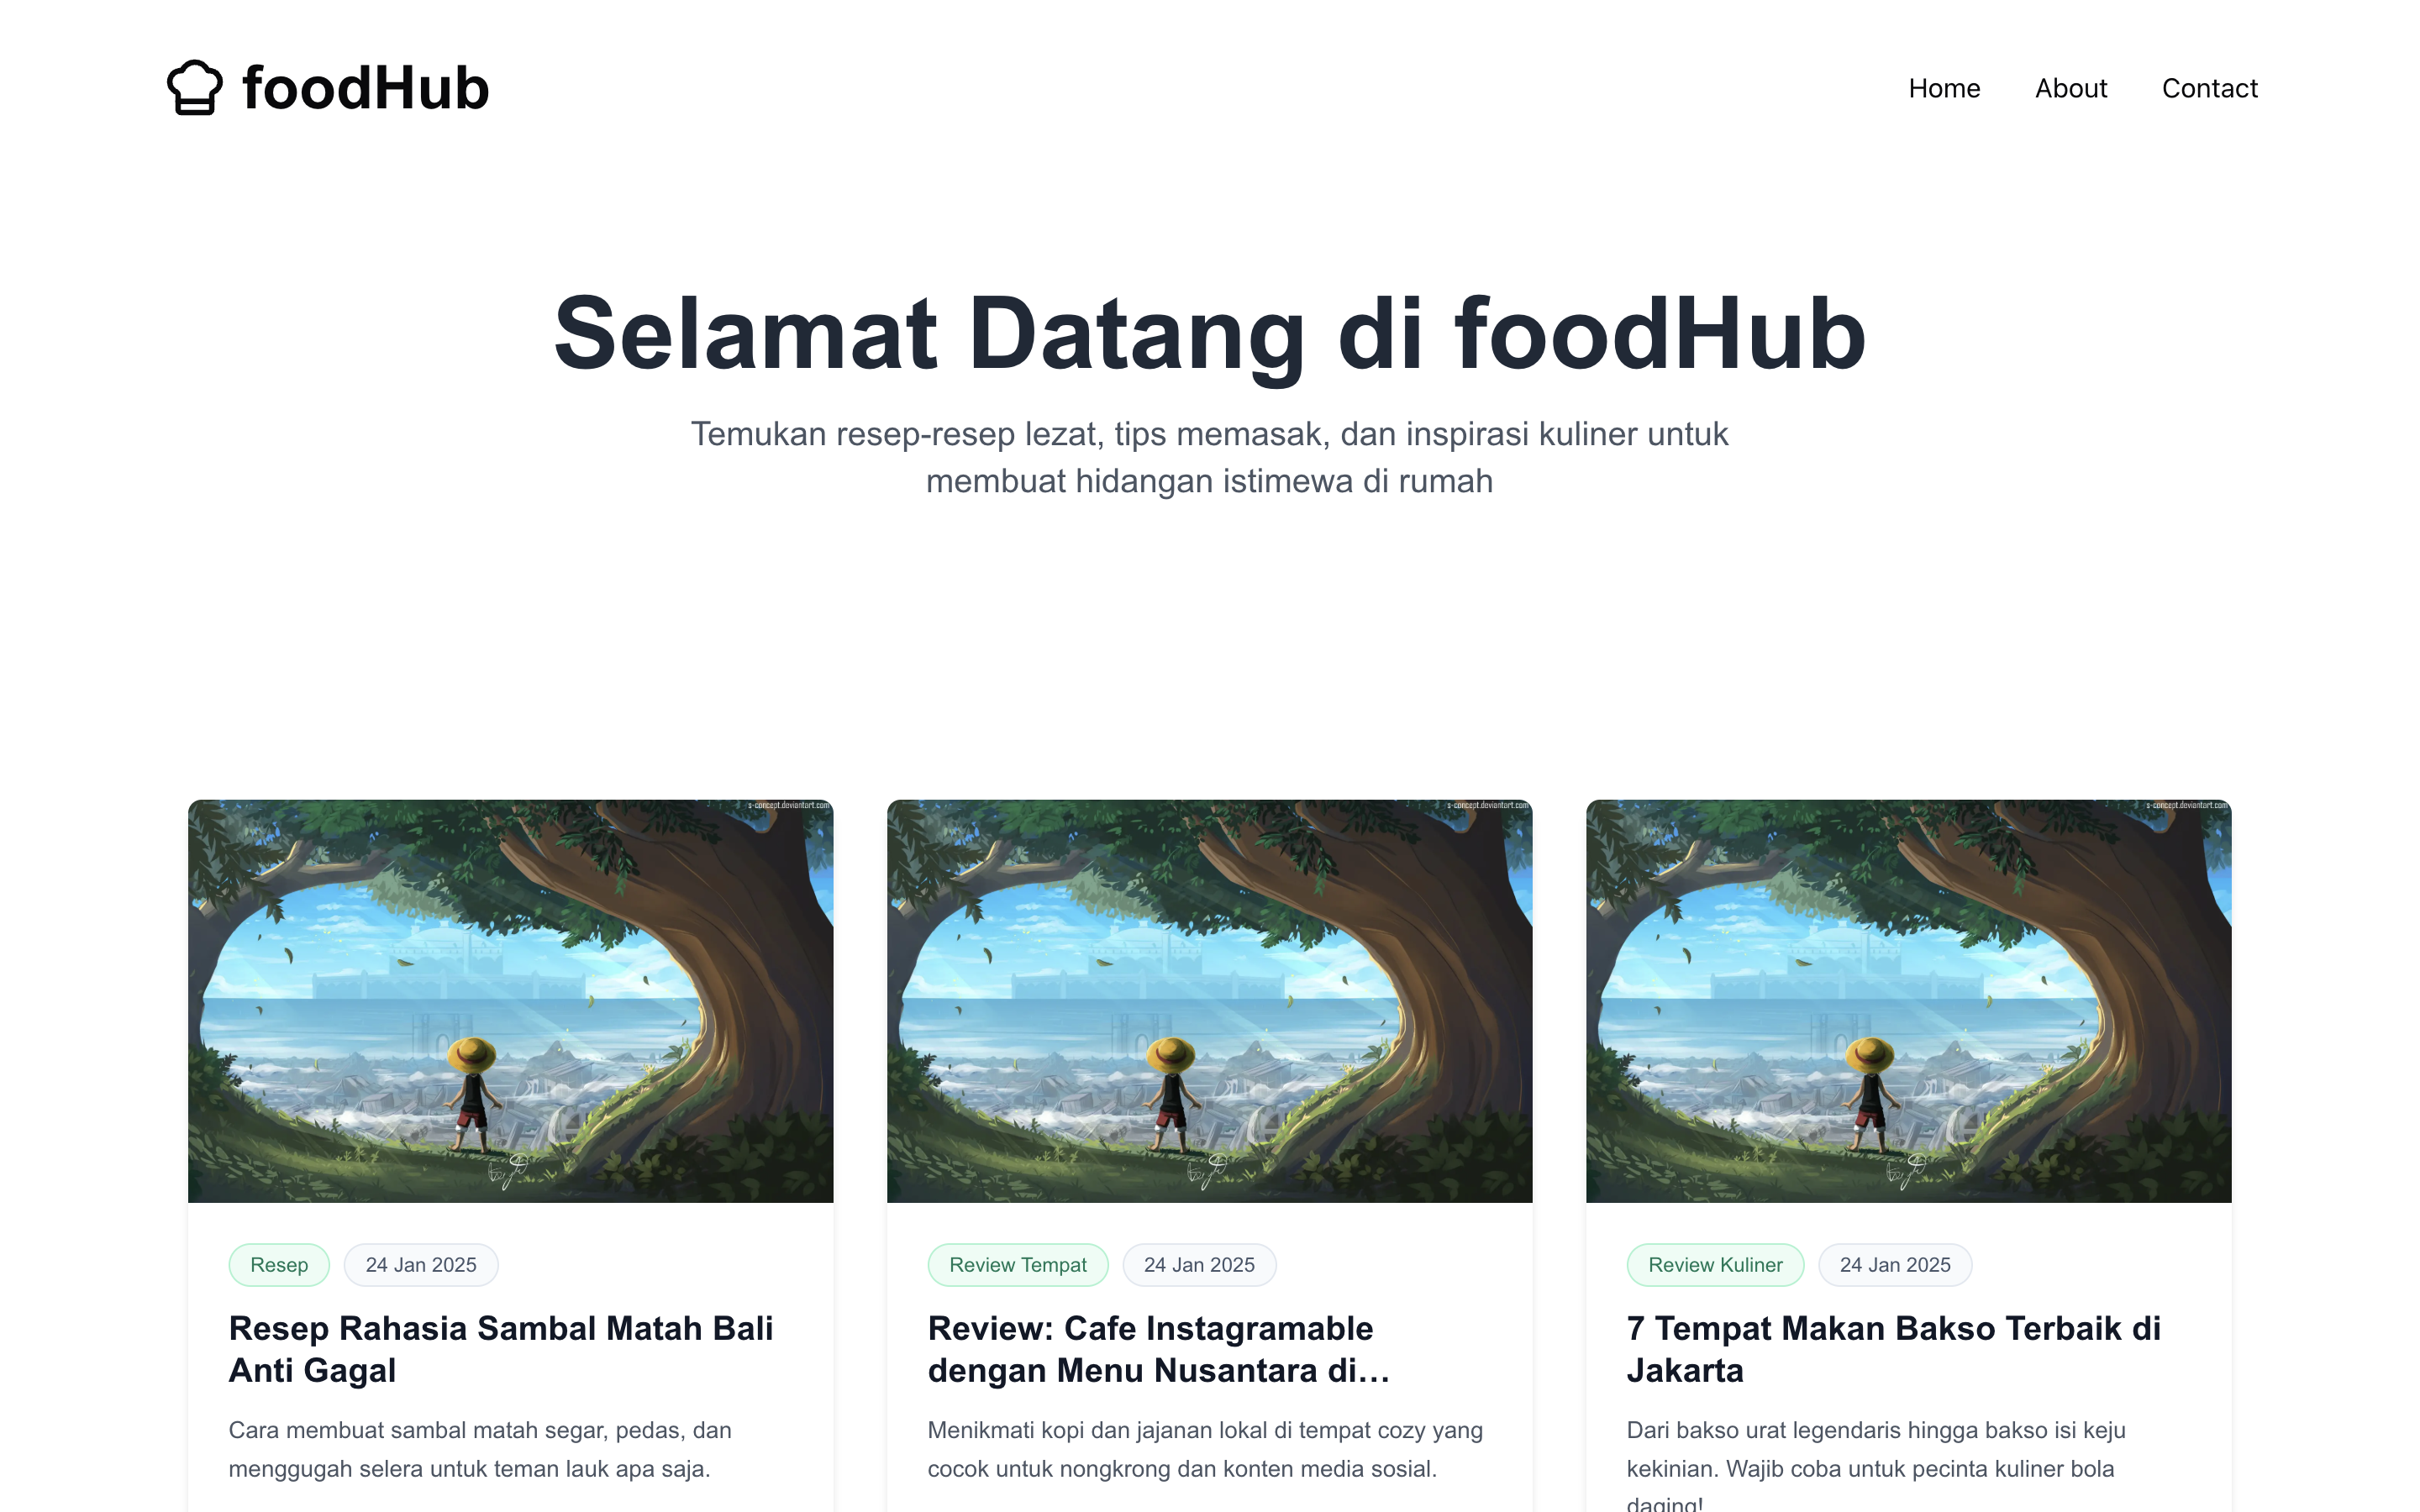 foodHub
Home
About
Contact
Selamat Datang di foodHub
Temukan resep-resep lezat, tips memasak, dan inspirasi kuliner untuk
membuat hidangan istimewa di rumah
s-concept.deviantart.com
s-concept.deviantart.com
s-concept.deviantart.com
Resep
24 Jan 2025
Resep Rahasia Sambal Matah Bali
Anti Gagal
Cara membuat sambal matah segar, pedas, dan
menggugah selera untuk teman lauk apa saja.
Review Tempat
24 Jan 2025
Review: Cafe Instagramable
dengan Menu Nusantara di…
Menikmati kopi dan jajanan lokal di tempat cozy yang
cocok untuk nongkrong dan konten media sosial.
Review Kuliner
24 Jan 2025
7 Tempat Makan Bakso Terbaik di
Jakarta
Dari bakso urat legendaris hingga bakso isi keju
kekinian. Wajib coba untuk pecinta kuliner bola
daging!